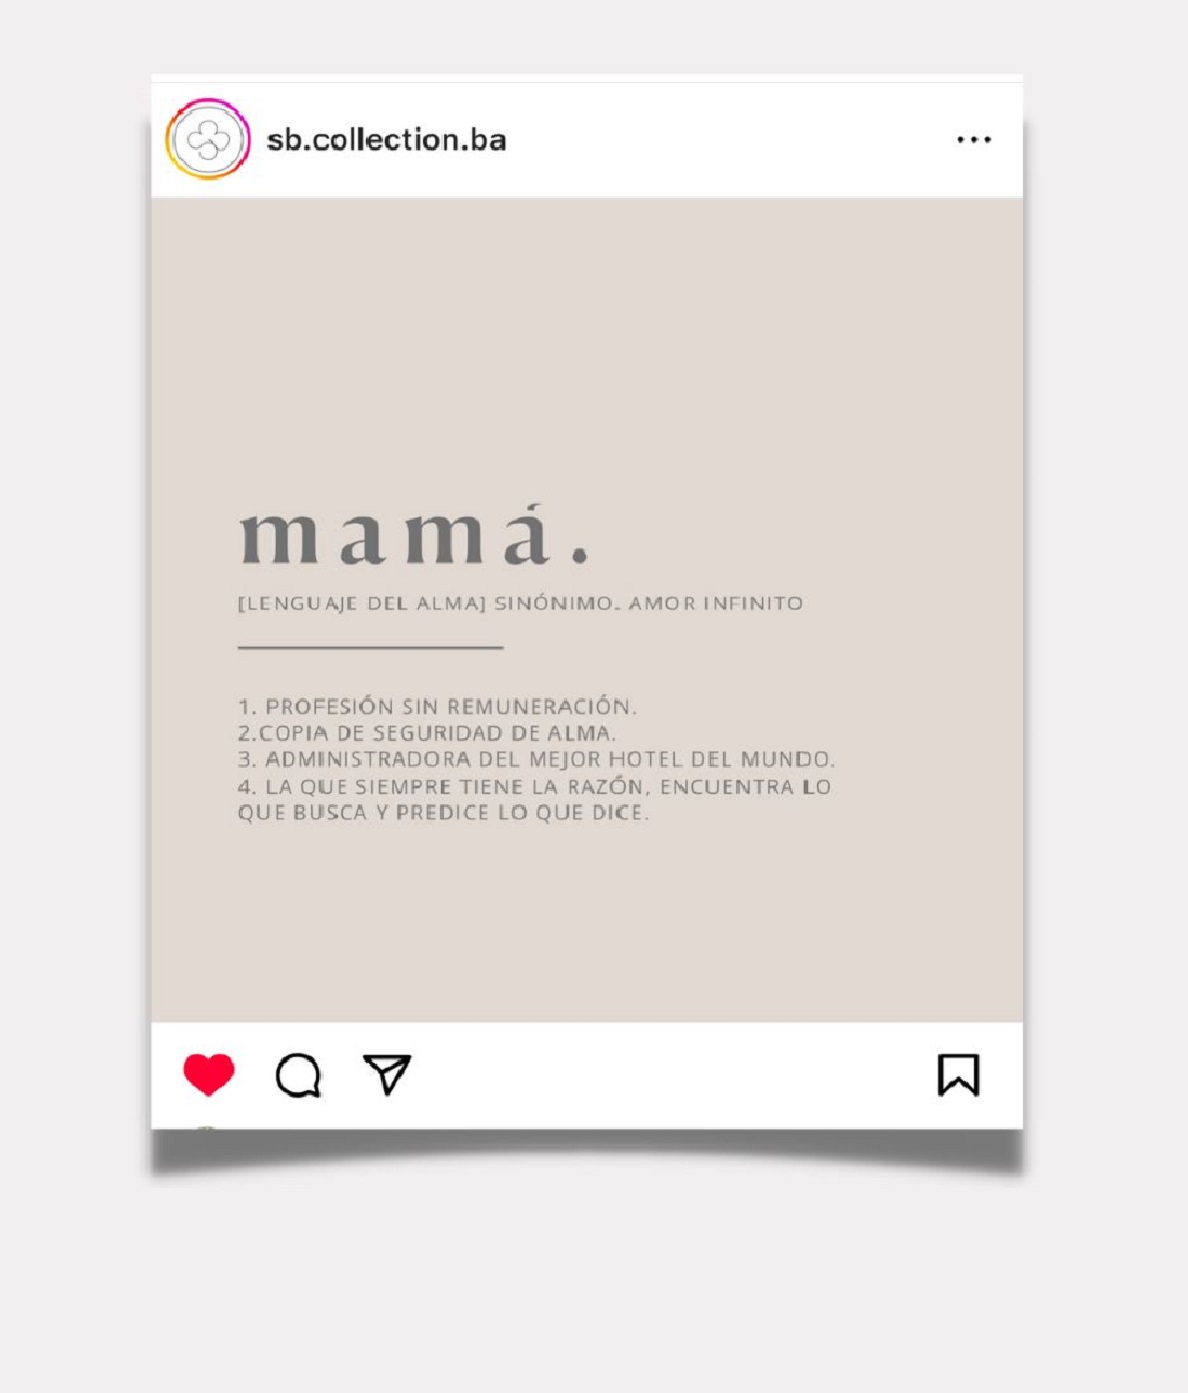 sb.collection.ba
mamá.
[LENGUAJE DEL ALMA] SINÓNIMO. AMOR INFINITO
1. PROFESIÓN SIN REMUNERACIÓN.
2.COPIA DE SEGURIDAD DE ALMA.
3. ADMINISTRADORA DEL MEJOR HOTEL DEL MUNDO.
4. LA QUE SIEMPRE TIENE LA RAZÓN, ENCUENTRA LO
QUE BUSCA Y PREDICE LO QUE DICE.